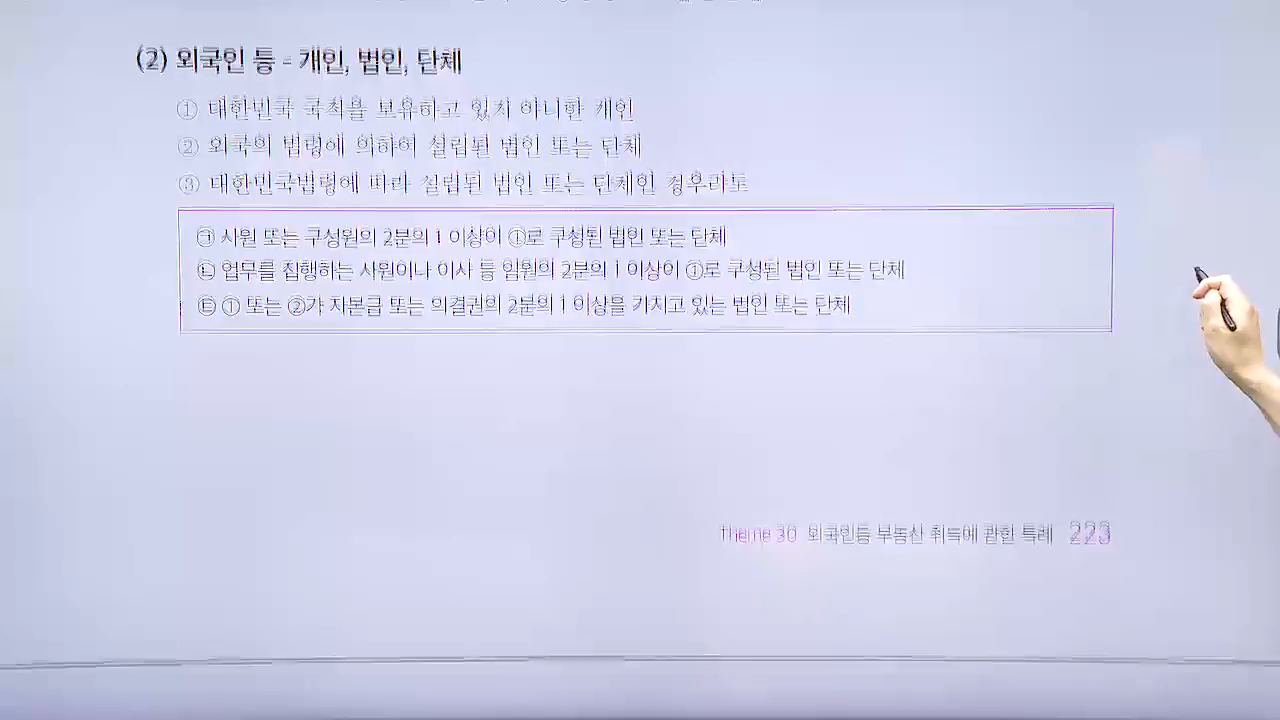 (2) 외국인 등 - 개인, 법인, 단체
① 대한민국 국적을 보유하고 있지 아니한 개인
② 외국의 법령에 의하여 설립된 법인 또는 단체
③ 대한민국법령에 따라 설립된 법인 또는 단체인 경우라도
㉠ 사원 또는 구성원의 2분의 1 이상이 ①로 구성된 법인 또는 단체
㉡ 업무를 집행하는 사원이나 이사 등 임원의 2분의 1 이상이 ①로 구성된 법인 또는 단체
㉢ ① 또는 ②가 자본금 또는 의결권의 2분의 1 이상을 가지고 있는 법인 또는 단체
Theme 30 외국인등 부동산 취득에 관한 특례 223